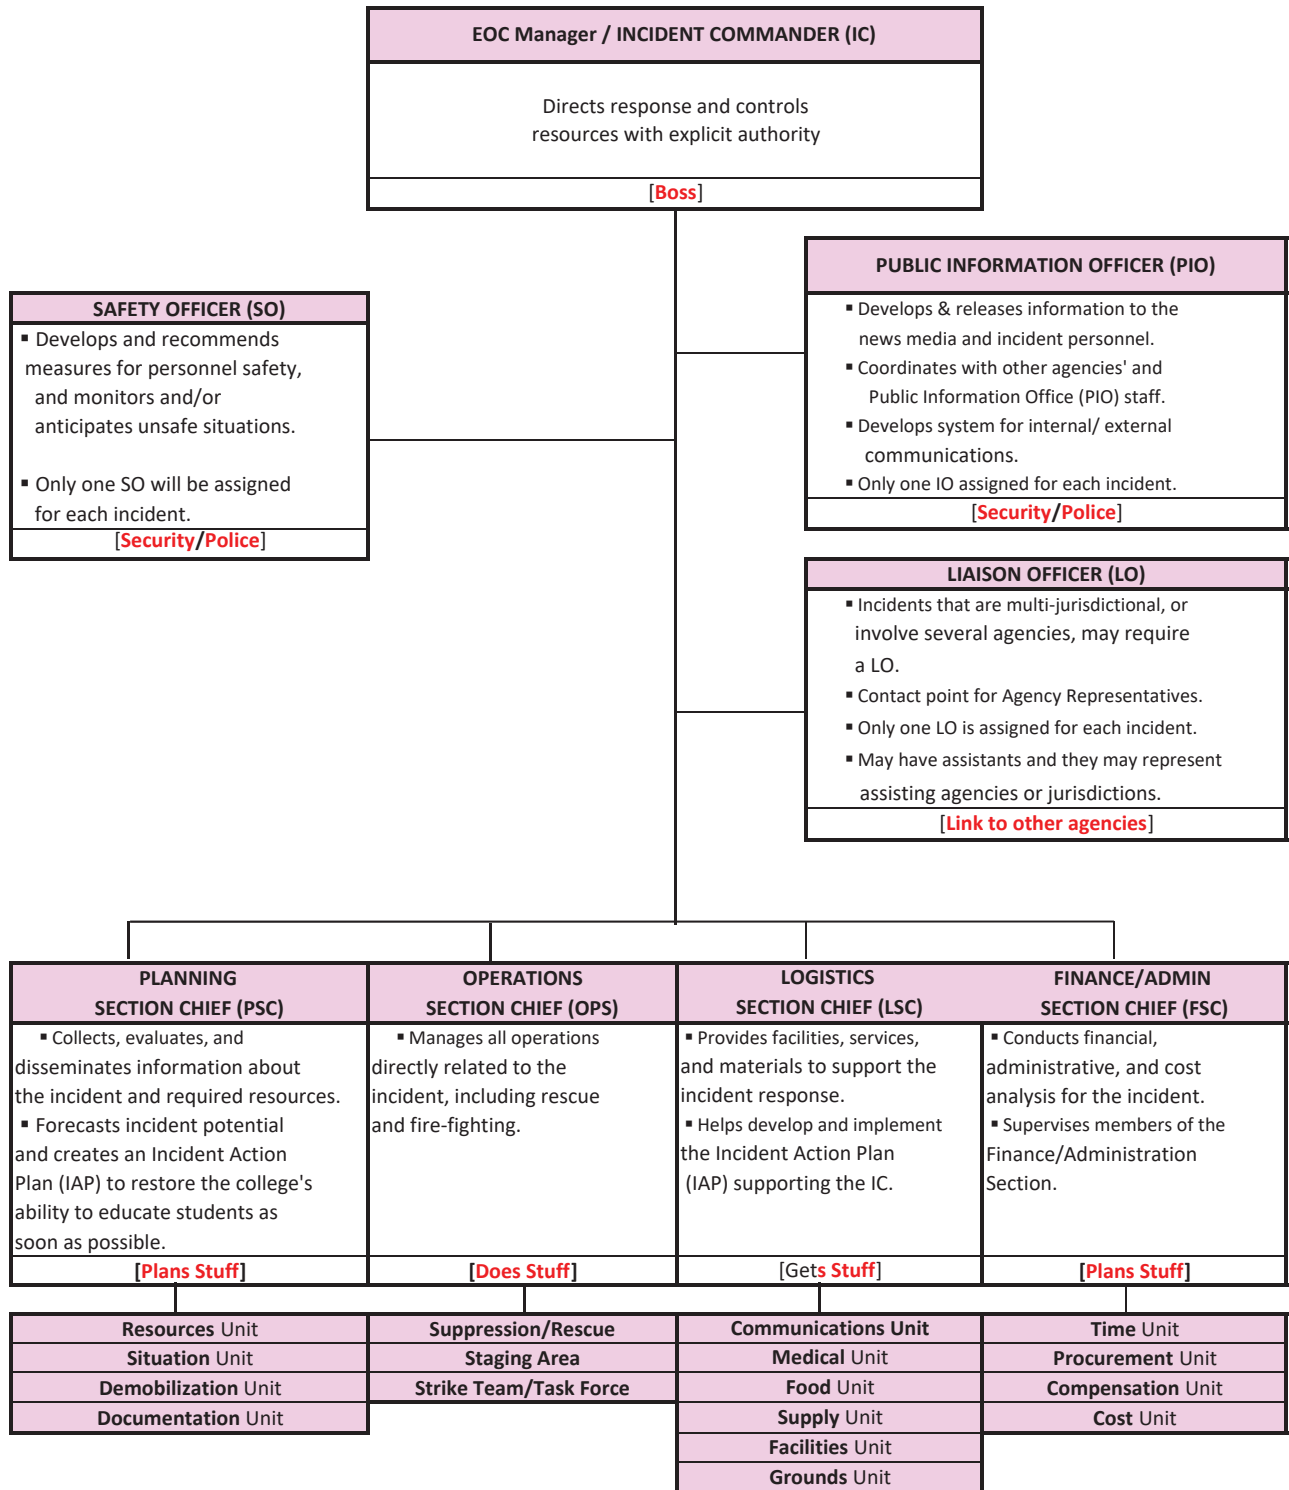 EOC Manager / INCIDENT COMMANDER (IC)
Directs response and controls
resources with explicit authority
[Boss]
PUBLIC INFORMATION OFFICER (PIO)
▪ Develops & releases information to the
news media and incident personnel.
▪ Coordinates with other agencies' and
Public Information Office (PIO) staff.
▪ Develops system for internal/ external
communications.
▪ Only one IO assigned for each incident.
[Security/Police]
SAFETY OFFICER (SO)
▪ Develops and recommends
measures for personnel safety,
and monitors and/or
anticipates unsafe situations.
▪ Only one SO will be assigned
for each incident.
[Security/Police]
LIAISON OFFICER (LO)
▪ Incidents that are multi-jurisdictional, or
involve several agencies, may require
a LO.
▪ Contact point for Agency Representatives.
▪ Only one LO is assigned for each incident.
▪ May have assistants and they may represent
assisting agencies or jurisdictions.
[Link to other agencies]
PLANNING
SECTION CHIEF (PSC)
▪ Collects, evaluates, and
disseminates information about
the incident and required resources.
▪ Forecasts incident potential
and creates an Incident Action
Plan (IAP) to restore the college's
ability to educate students as
soon as possible.
[Plans Stuff]
Resources Unit
Situation Unit
Demobilization Unit
Documentation Unit
OPERATIONS
SECTION CHIEF (OPS)
▪ Manages all operations
directly related to the
incident, including rescue
and fire-fighting.
[Does Stuff]
Suppression/Rescue
Staging Area
Strike Team/Task Force
LOGISTICS
SECTION CHIEF (LSC)
▪ Provides facilities, services,
and materials to support the
incident response.
▪ Helps develop and implement
the Incident Action Plan
(IAP) supporting the IC.
[Gets Stuff]
Communications Unit
Medical Unit
Food Unit
Supply Unit
Facilities Unit
Grounds Unit
FINANCE/ADMIN
SECTION CHIEF (FSC)
▪ Conducts financial,
administrative, and cost
analysis for the incident.
▪ Supervises members of the
Finance/Administration
Section.
[Plans Stuff]
Time Unit
Procurement Unit
Compensation Unit
Cost Unit